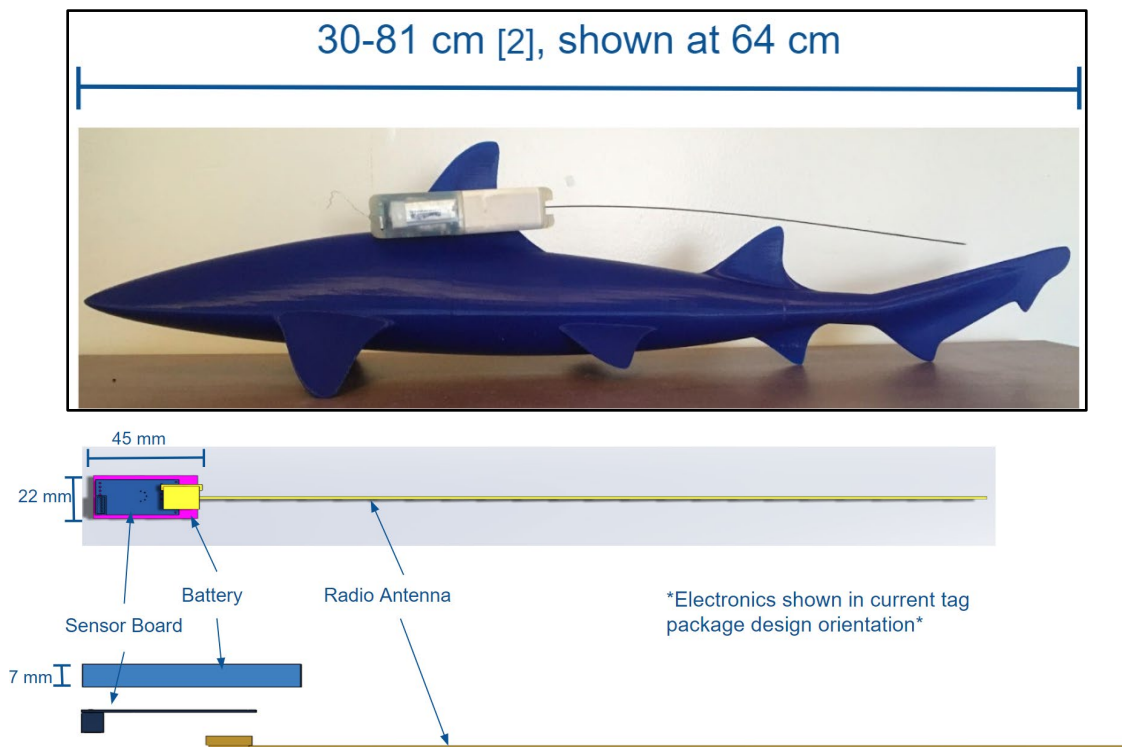 30-81 cm [2], shown at 64 cm
45 mm
22 mm
Battery
Radio Antenna
Sensor Board
*Electronics shown in current tag
package design orientation*
7 mm